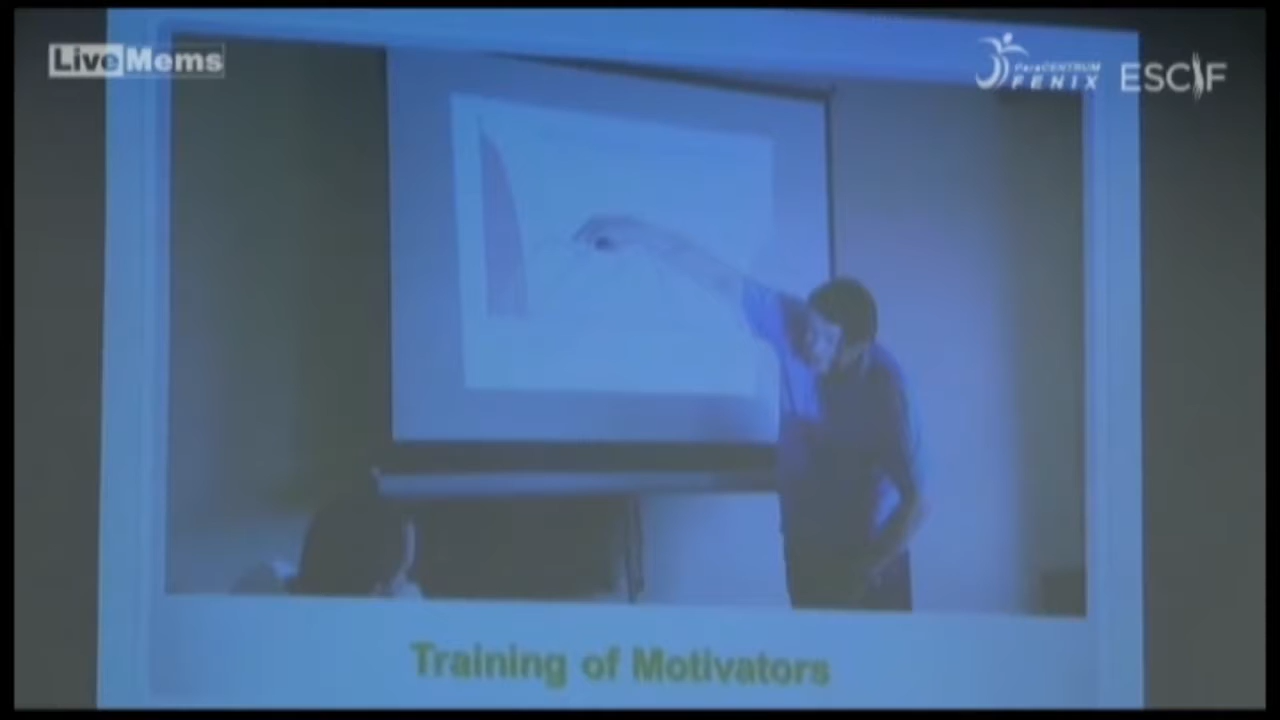 LiveMems
ParaCENTRUM
FENIX
ESCIF
Training of Motivators